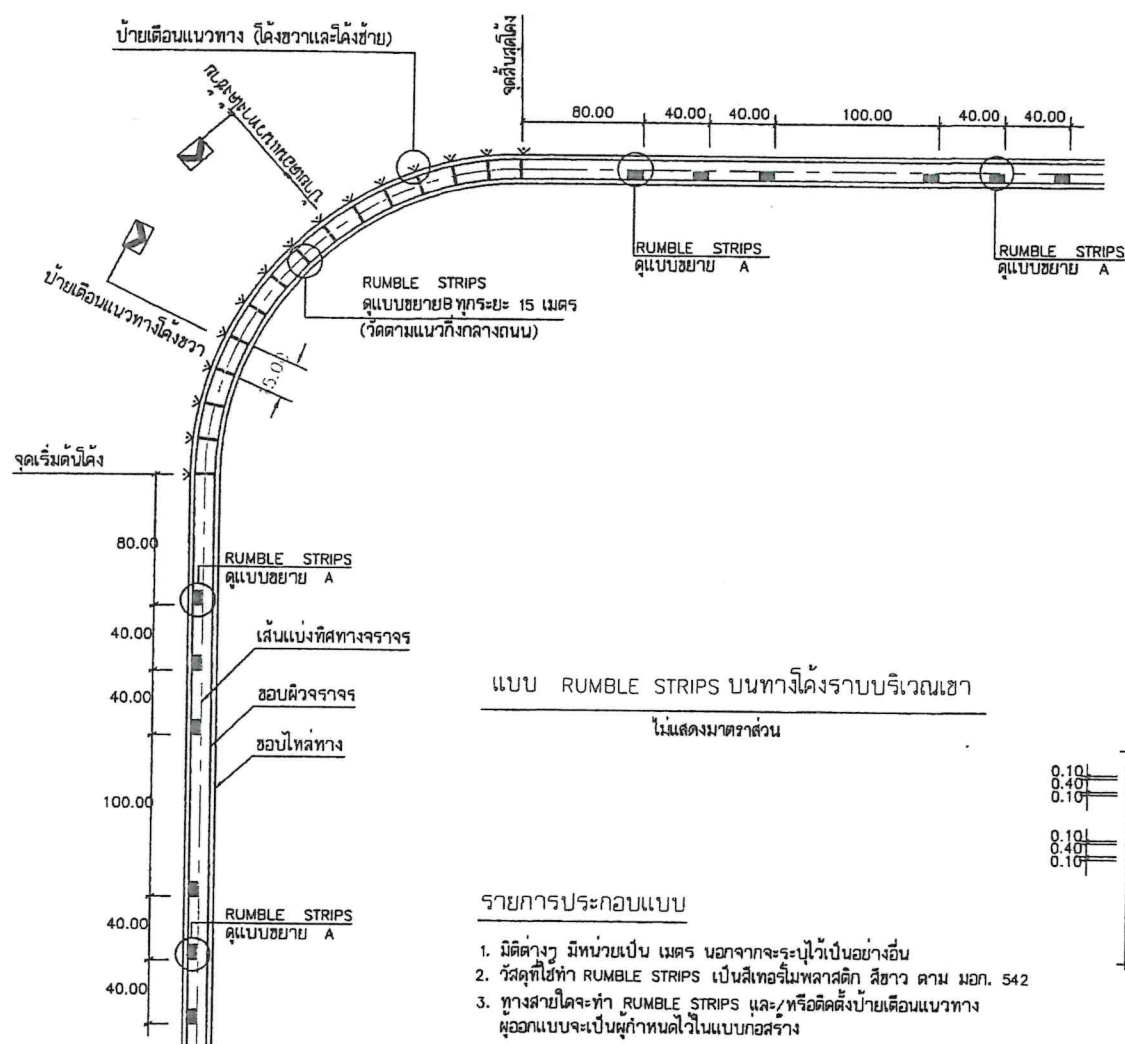 ป้ายเตือนแนวทาง (โค้งขวาและโค้งซ้าย)
จุดสิ้นสุดโค้ง
80.00 40.00 40.00 100.00 40.00 40.00
ป้ายเตือนแนวทางโค้งซ้าย
RUMBLE STRIPS
ดูแบบขยาย A
RUMBLE STRIPS
ดูแบบขยาย A
RUMBLE STRIPS
ดูแบบขยายB ทุกระยะ 15 เมตร
(วัดตามแนวกึ่งกลางถนน)
ป้ายเตือนแนวทางโค้งขวา
15.00
จุดเริ่มต้นโค้ง
80.00
RUMBLE STRIPS
ดูแบบขยาย A
40.00
เส้นแบ่งทิศทางจราจร
40.00
ขอบผิวจราจร
ขอบไหล่ทาง
100.00
แบบ RUMBLE STRIPS บนทางโค้งราบบริเวณเขา
ไม่แสดงมาตราส่วน
0.10
0.40
0.10
0.10
0.40
0.10
RUMBLE STRIPS
ดูแบบขยาย A
40.00
40.00
รายการประกอบแบบ
1. มิติต่างๆ มีหน่วยเป็น เมตร นอกจากจะระบุไว้เป็นอย่างอื่น
2. วัสดุที่ใช้ทำ RUMBLE STRIPS เป็นสีเทอร์โมพลาสติก สีขาว ตาม มอก. 542
3. ทางสายใดจะทำ RUMBLE STRIPS และ/หรือติดตั้งป้ายเตือนแนวทาง
ผู้ออกแบบจะเป็นผู้กำหนดไว้ในแบบก่อสร้าง